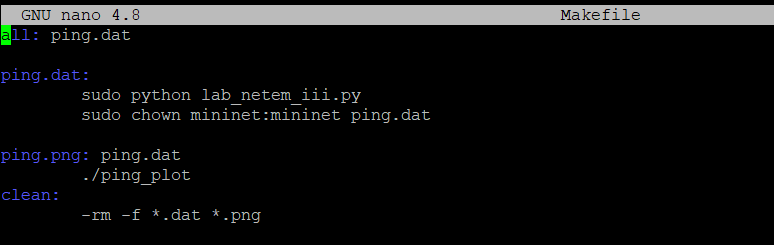 GNU nano 4.8 Makefile
all: ping.dat
ping.dat:
sudo python lab_netem_iii.py
sudo chown mininet:mininet ping.dat
ping.png: ping.dat
./ping_plot
clean:
-rm -f *.dat *.png